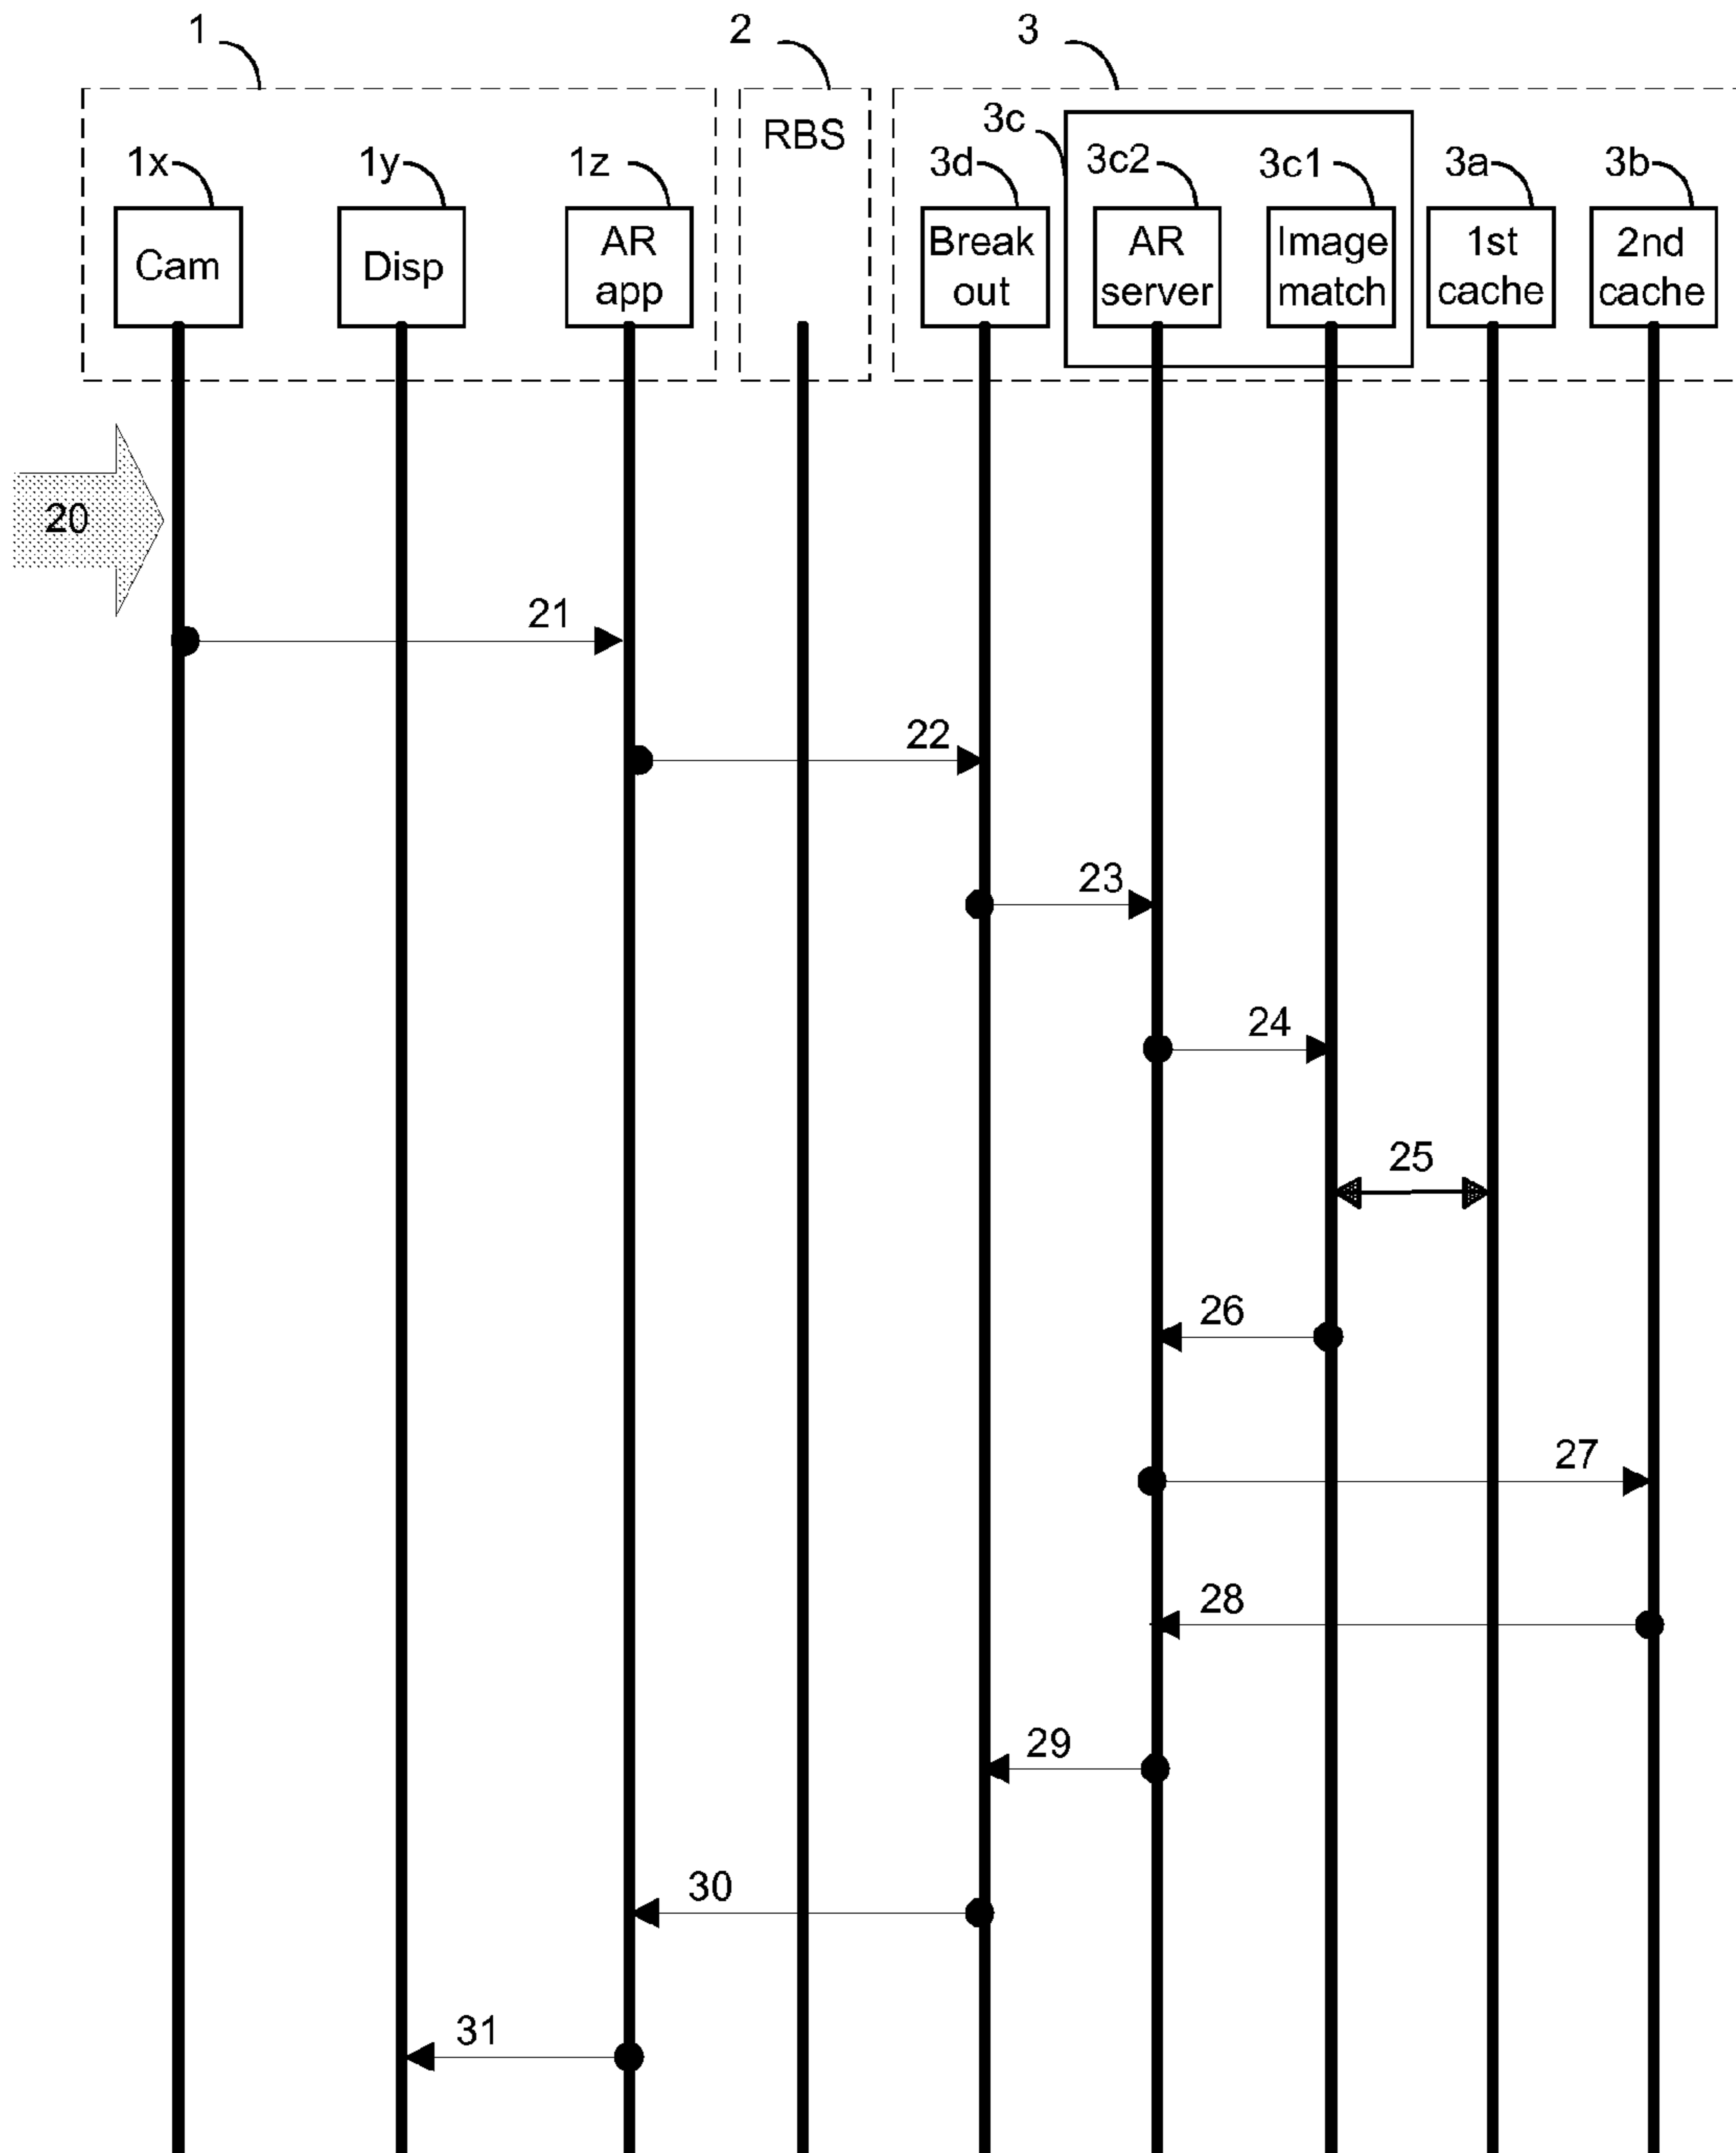 1
2
3
RBS
3c
1x
1y
1z
3d
3c2
3c1
3a
3b
Cam
Disp
AR
app
Break
out
AR
server
Image
match
1st
cache
2nd
cache
20
21
22
23
24
25
26
27
28
29
30
31